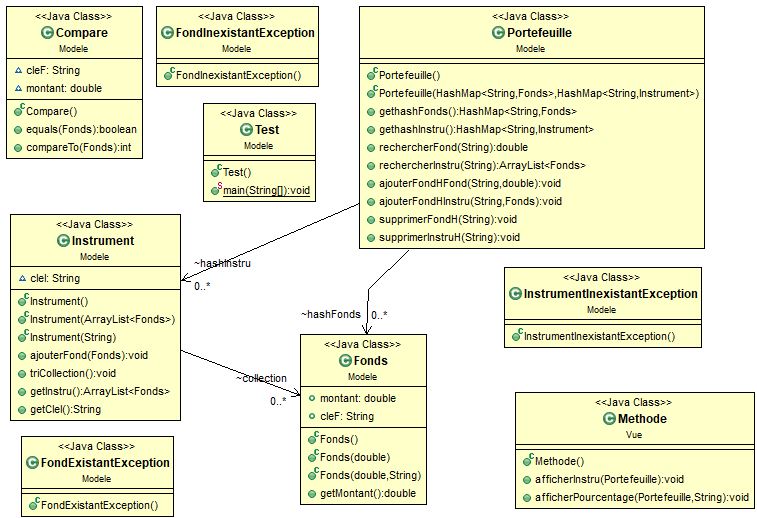 <<Java Class>>
Compare
Modele
cleF: String
montant: double
Compare()
equals(Fonds):boolean
compareTo(Fonds):int
<<Java Class>>
FondInexistantException
Modele
FondInexistantException()
<<Java Class>>
Portefeuille
Modele
Portefeuille()
Portefeuille(HashMap<String,Fonds>,HashMap<String,Instrument>)
gethashFonds():HashMap<String,Fonds>
gethashInstru():HashMap<String,Instrument>
rechercherFond(String):double
rechercherInstru(String):ArrayList<Fonds>
ajouterFondHFond(String,double):void
ajouterFondHInstru(String,Fonds):void
supprimerFondH(String):void
supprimerInstruH(String):void
<<Java Class>>
Test
Modele
Test()
main(String[]):void
<<Java Class>>
Instrument
Modele
cleI: String
Instrument()
Instrument(ArrayList<Fonds>)
Instrument(String)
ajouterFond(Fonds):void
triCollection():void
getInstru():ArrayList<Fonds>
getCleI():String
~hashInstru
0..*
~hashFonds
0..*
~collection
0..*
<<Java Class>>
InstrumentInexistantException
Modele
InstrumentInexistantException()
<<Java Class>>
Fonds
Modele
montant: double
cleF: String
Fonds()
Fonds(double)
Fonds(double,String)
getMontant():double
<<Java Class>>
Methode
Vue
Methode()
afficherInstru(Portefeuille):void
afficherPourcentage(Portefeuille,String):void
<<Java Class>>
FondExistantException
Modele
FondExistantException()